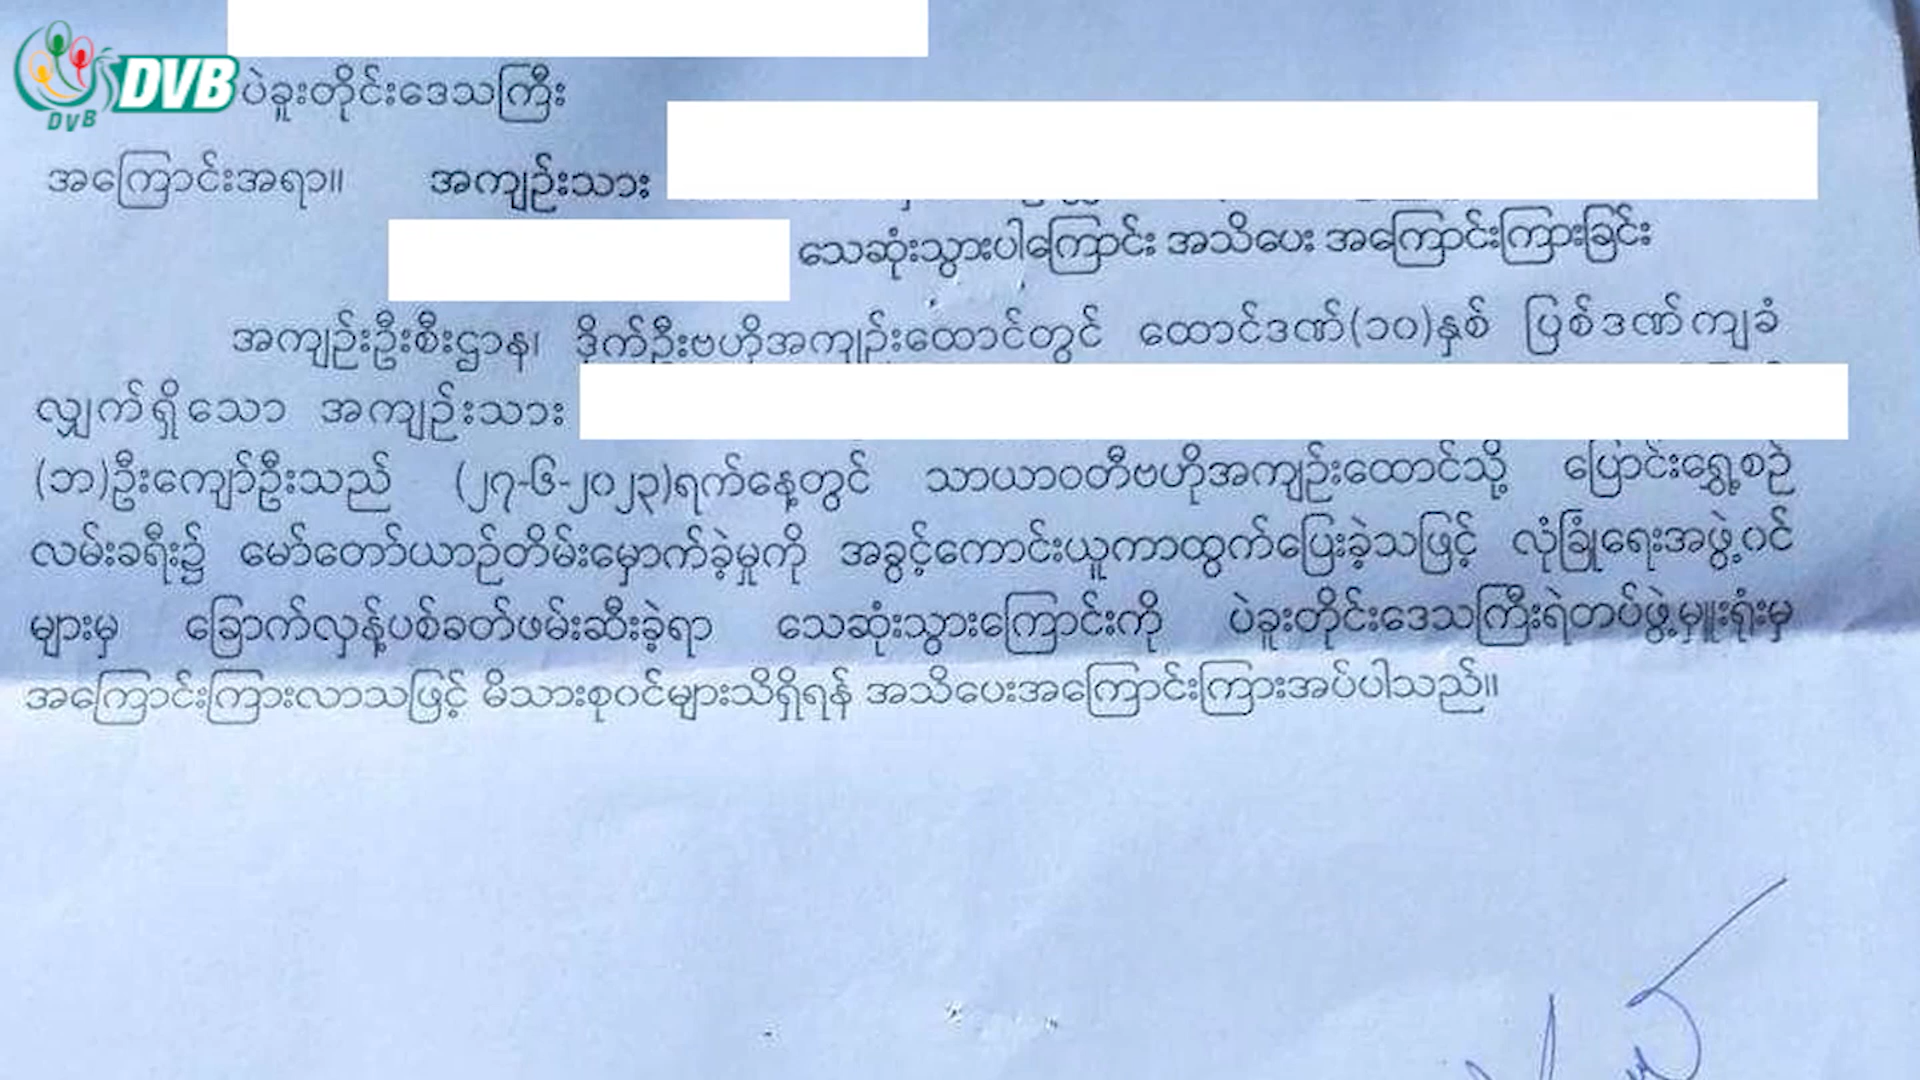 DVB
DVB
ပဲခူးတိုင်းဒေသကြီး
အကြောင်းအရာ။ အကျဉ်းသား
သေဆုံးသွားပါကြောင်း အသိပေး အကြောင်းကြားခြင်း
အကျဉ်းဦးစီးဌာန၊ ဒိုက်ဦးဗဟိုအကျဉ်းထောင်တွင် ထောင်ဒဏ်(၁၀)နှစ် ပြစ်ဒဏ်ကျခံ
လျှက်ရှိသော အကျဉ်းသား
(ဘ)ဦးကျော်ဦးသည် (၂၇-၆-၂၀၂၃)ရက်နေ့တွင် သာယာဝတီဗဟိုအကျဉ်းထောင်သို့ ပြောင်းရွှေ့စဉ်
လမ်းခရီး၌ မော်တော်ယာဉ်တိမ်းမှောက်ခဲ့မှုကို အခွင့်ကောင်းယူကာထွက်ပြေးခဲ့သဖြင့် လုံခြုံရေးအဖွဲ့ဝင်
များမှ ခြောက်လှန့်ပစ်ခတ်ဖမ်းဆီးခဲ့ရာ သေဆုံးသွားကြောင်းကို ပဲခူးတိုင်းဒေသကြီးရဲတပ်ဖွဲ့မှူးရုံးမှ
အကြောင်းကြားလာသဖြင့် မိသားစုဝင်များသိရှိရန် အသိပေးအကြောင်းကြားအပ်ပါသည်။